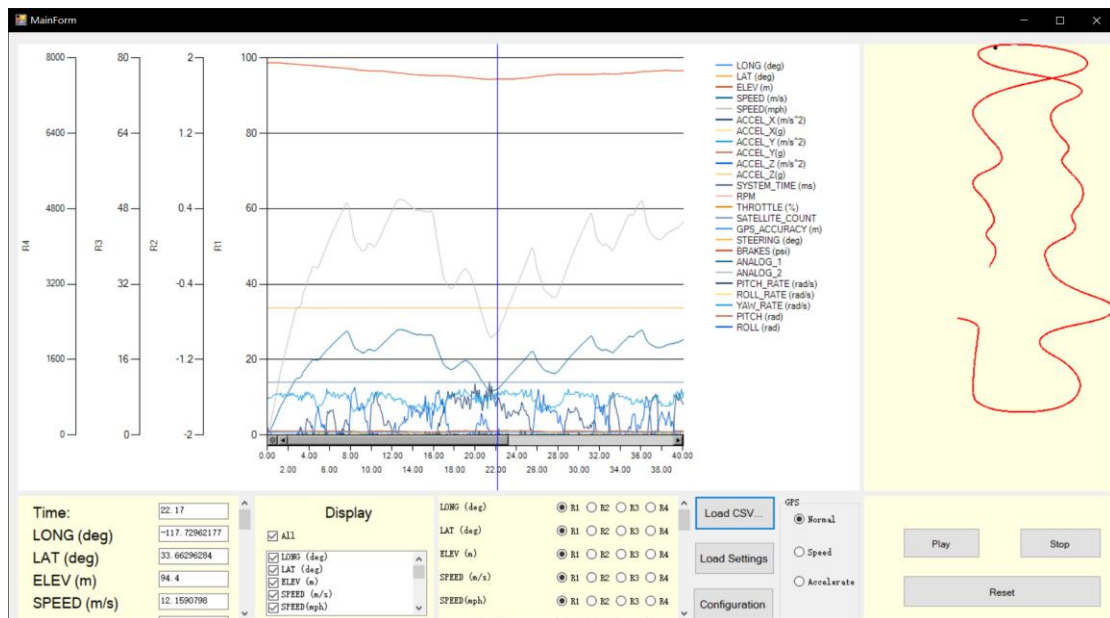 MainForm
8000 80 2 100
6400 64 1.2 80
4800 48 0.4 60
R4 R3 R2 R1
3200 32 -0.4 40
1600 16 -1.2 20
0 0 -2 0
0.00 4.00 8.00 12.00 16.00 20.00 24.00 28.00 32.00 36.00 40.00
2.00 6.00 10.00 14.00 18.00 22.00 26.00 30.00 34.00 38.00
LONG (deg)
LAT (deg)
ELEV (m)
SPEED (m/s)
SPEED(mph)
ACCEL_X (m/s^2)
ACCEL_X(g)
ACCEL_Y (m/s^2)
ACCEL_Y(g)
ACCEL_Z (m/s^2)
ACCEL_Z(g)
SYSTEM_TIME (ms)
RPM
THROTTLE (%)
SATELLITE_COUNT
GPS_ACCURACY (m)
STEERING (deg)
BRAKES (psi)
ANALOG_1
ANALOG_2
PITCH_RATE (rad/s)
ROLL_RATE (rad/s)
YAW_RATE (rad/s)
PITCH (rad)
ROLL (rad)
Time: 22.17
LONG (deg) -117.72962177
LAT (deg) 33.66296284
ELEV (m) 94.4
SPEED (m/s) 12.1590798
Display
All
LONG (deg)
LAT (deg)
ELEV (m)
SPEED (m/s)
SPEED(mph)
LONG (deg) R1 R2 R3 R4
LAT (deg) R1 R2 R3 R4
ELEV (m) R1 R2 R3 R4
SPEED (m/s) R1 R2 R3 R4
SPEED(mph) R1 R2 R3 R4
Load CSV...
Load Settings
Configuration
GPS
Normal
Speed
Accelerate
Play Stop
Reset